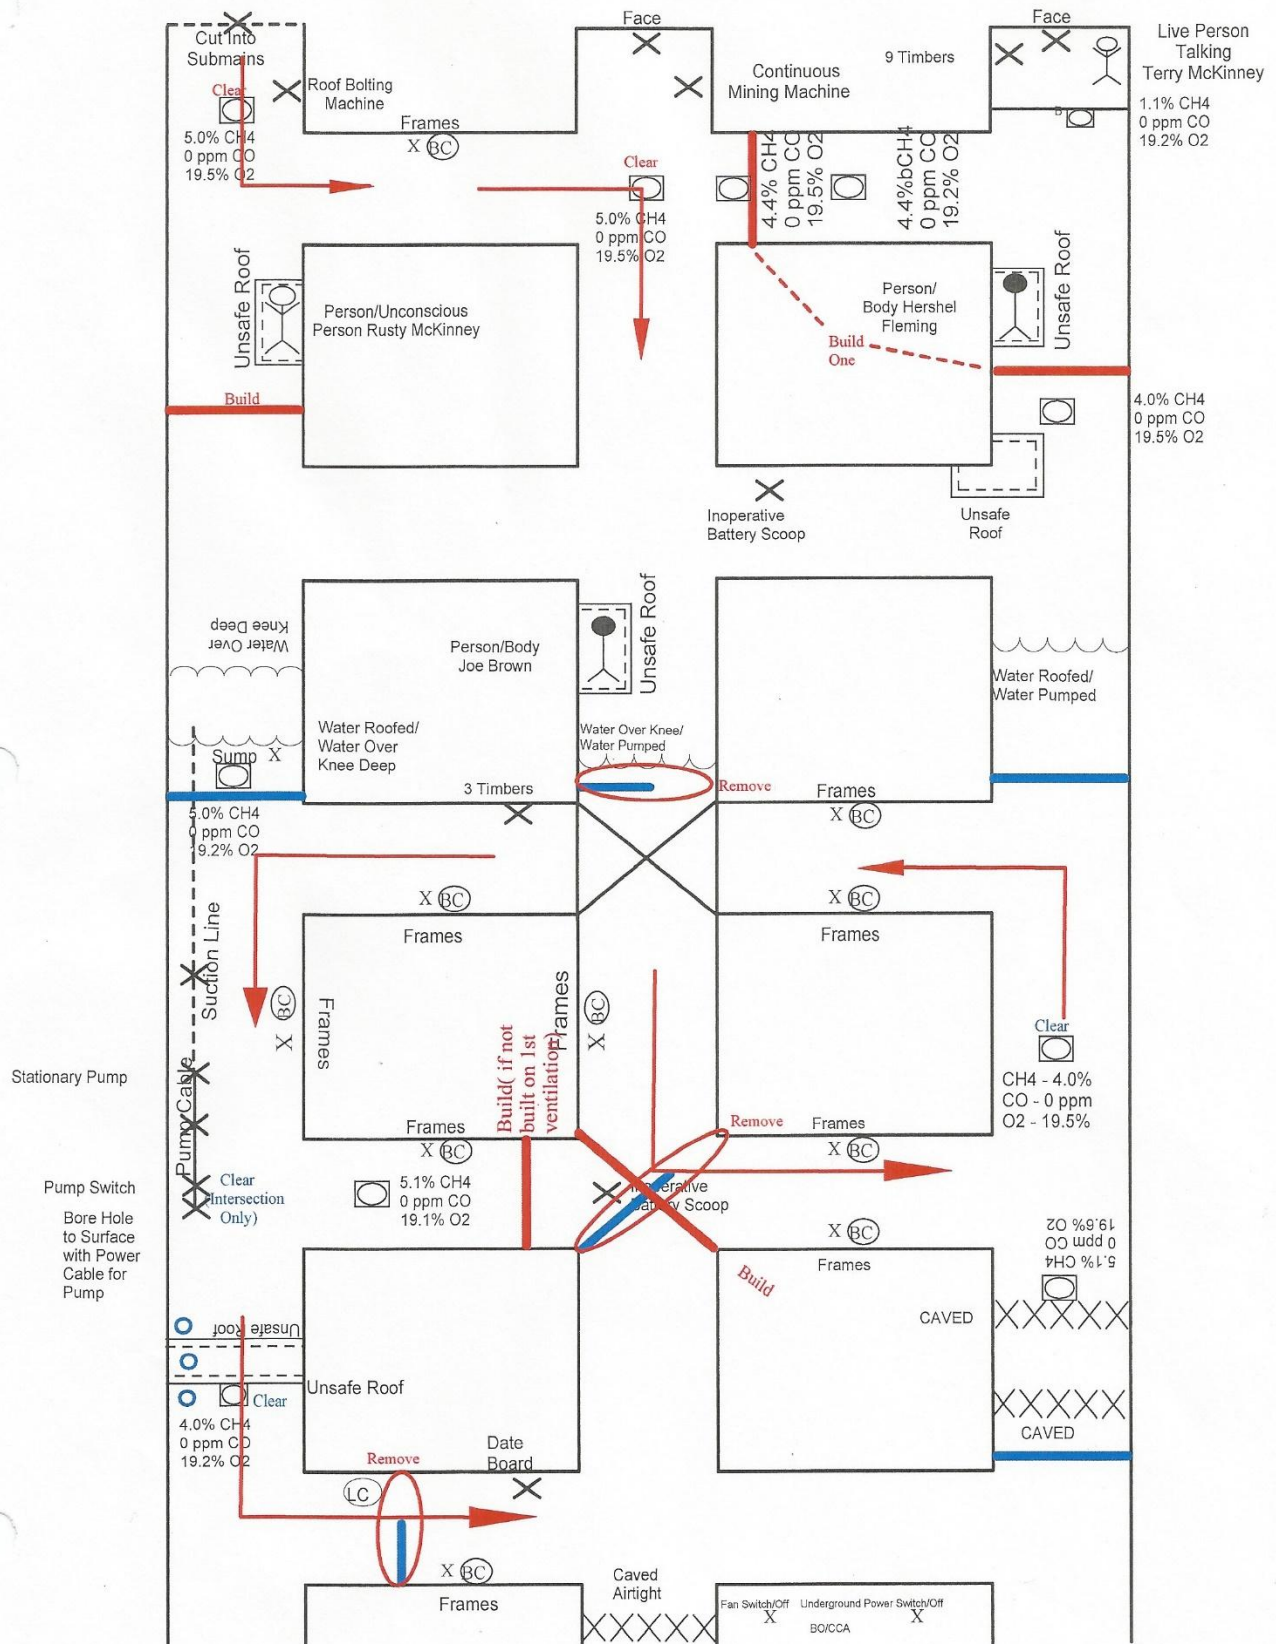 Face
Face
Cut Into
Submains
Live Person
Talking
Terry McKinney
9 Timbers
Continuous
Mining Machine
Clear
Roof Bolting
Machine
1.1% CH4
0 ppm CO
19.2% O2
B
Frames
X BC
5.0% CH4
0 ppm CO
19.5% O2
Clear
5.0% CH4
0 ppm CO
19.5% O2
4.4% CH4
0 ppm CO
19.5% O2
4.4%bCH4
0 ppm CO
19.2% O2
Unsafe Roof
Person/Unconscious
Person Rusty McKinney
Person/
Body Hershel
Fleming
Unsafe Roof
Build
One
Build
4.0% CH4
0 ppm CO
19.5% O2
Inoperative
Battery Scoop
Unsafe
Roof
Water Over
Knee Deep
Person/Body
Joe Brown
Unsafe Roof
Water Roofed/
Water Pumped
Water Roofed/
Water Over
Knee Deep
Water Over Knee/
Water Pumped
Sump X
3 Timbers
Remove
Frames
X BC
5.0% CH4
0 ppm CO
19.2% O2
X BC
Frames
X BC
Frames
Suction Line
X BC
Frames
Frames
X BC
Build( if not
built on 1st
ventilation)
Clear
CH4 - 4.0%
CO - 0 ppm
O2 - 19.5%
Stationary Pump
Pump Cable
Frames
X BC
Remove
Frames
X BC
Pump Switch
Clear
(Intersection
Only)
5.1% CH4
0 ppm CO
19.1% O2
Inoperative
Battery Scoop
Bore Hole
to Surface
with Power
Cable for
Pump
X BC
Frames
5.1% CH4
0 ppm CO
19.6% O2
Build
Unsafe Roof
CAVED
Unsafe Roof
Clear
4.0% CH4
0 ppm CO
19.2% O2
CAVED
Date
Board
Remove
LC
X BC
Frames
Caved
Airtight
Fan Switch/Off Underground Power Switch/Off
X X
BO/CCA